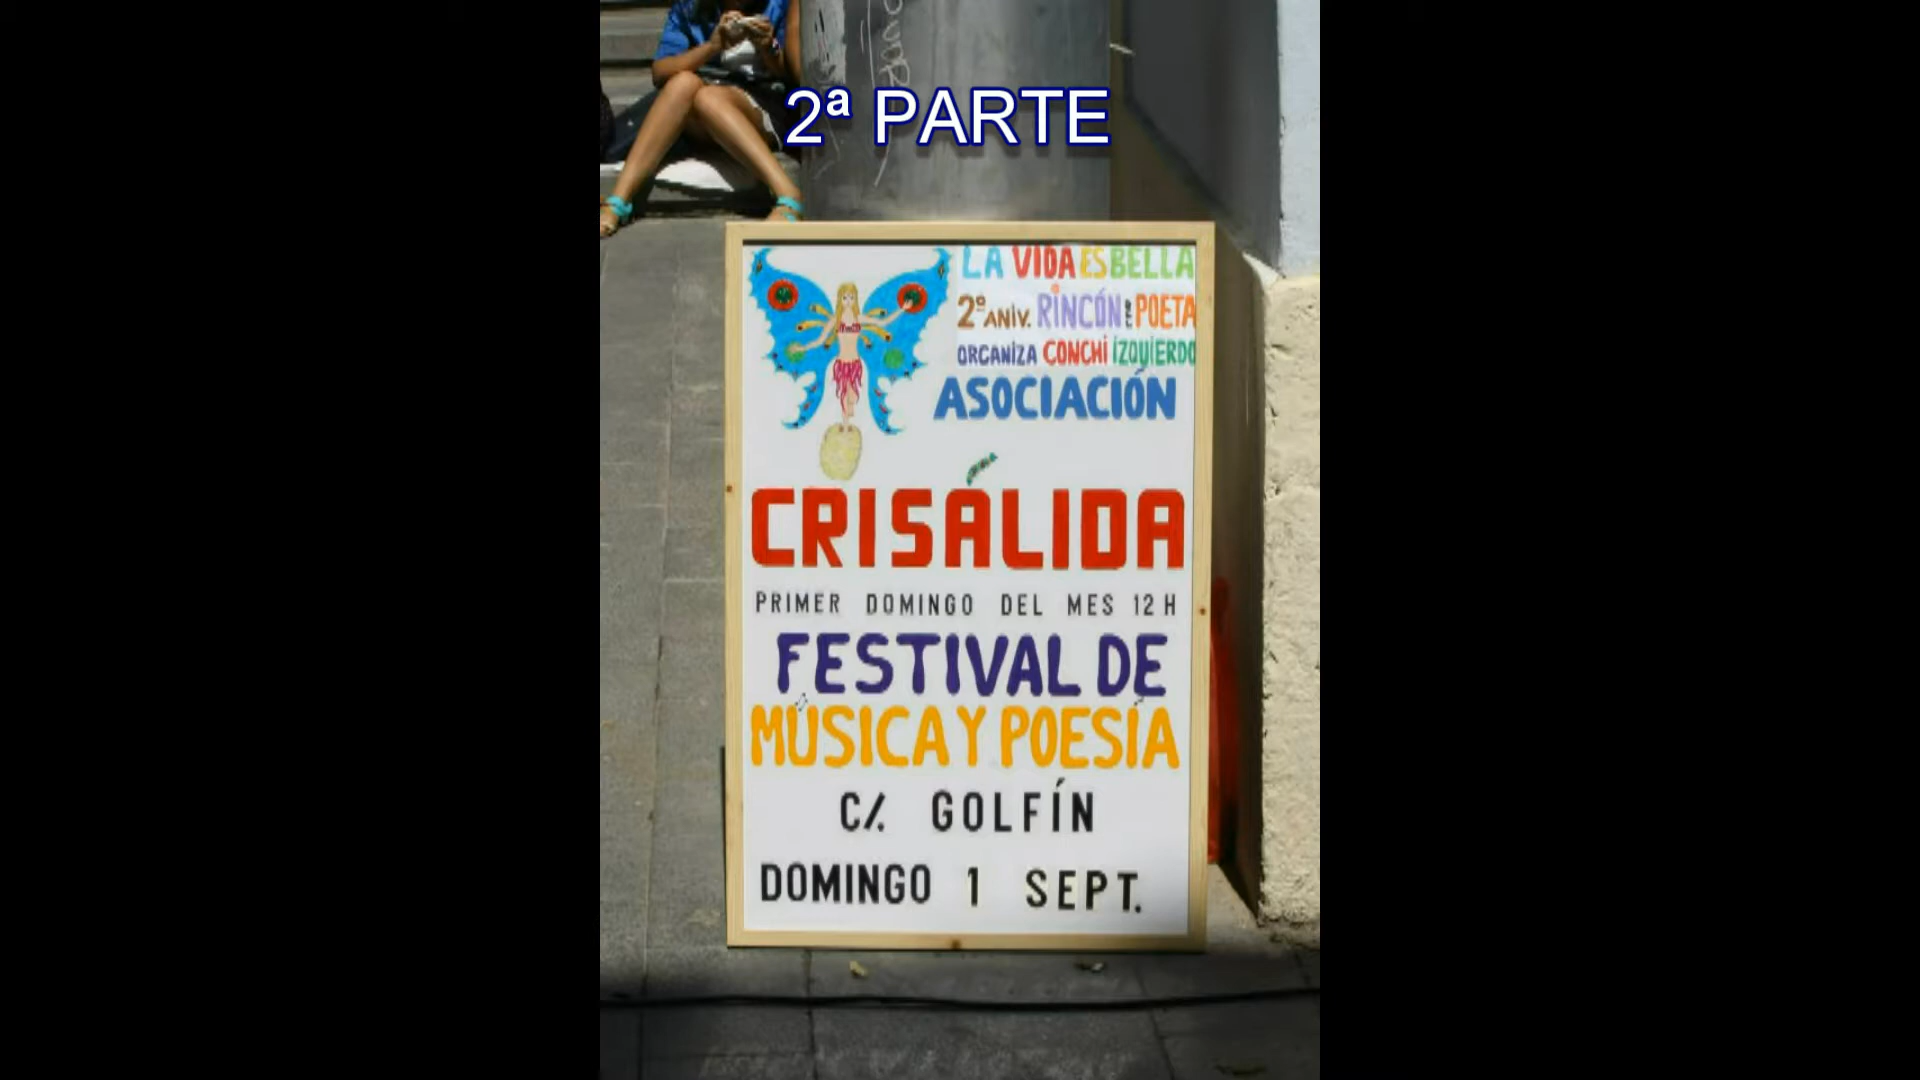 2ª PARTE
LA VIDA ES BELLA
2º ANIV. RINCÓN POETA
ORGANIZA CONCHI IZQUIERDO
ASOCIACIÓN
CRISÁLIDA
PRIMER DOMINGO DEL MES 12 H
FESTIVAL DE
MÚSICA Y POESÍA
C/. GOLFÍN
DOMINGO 1 SEPT.